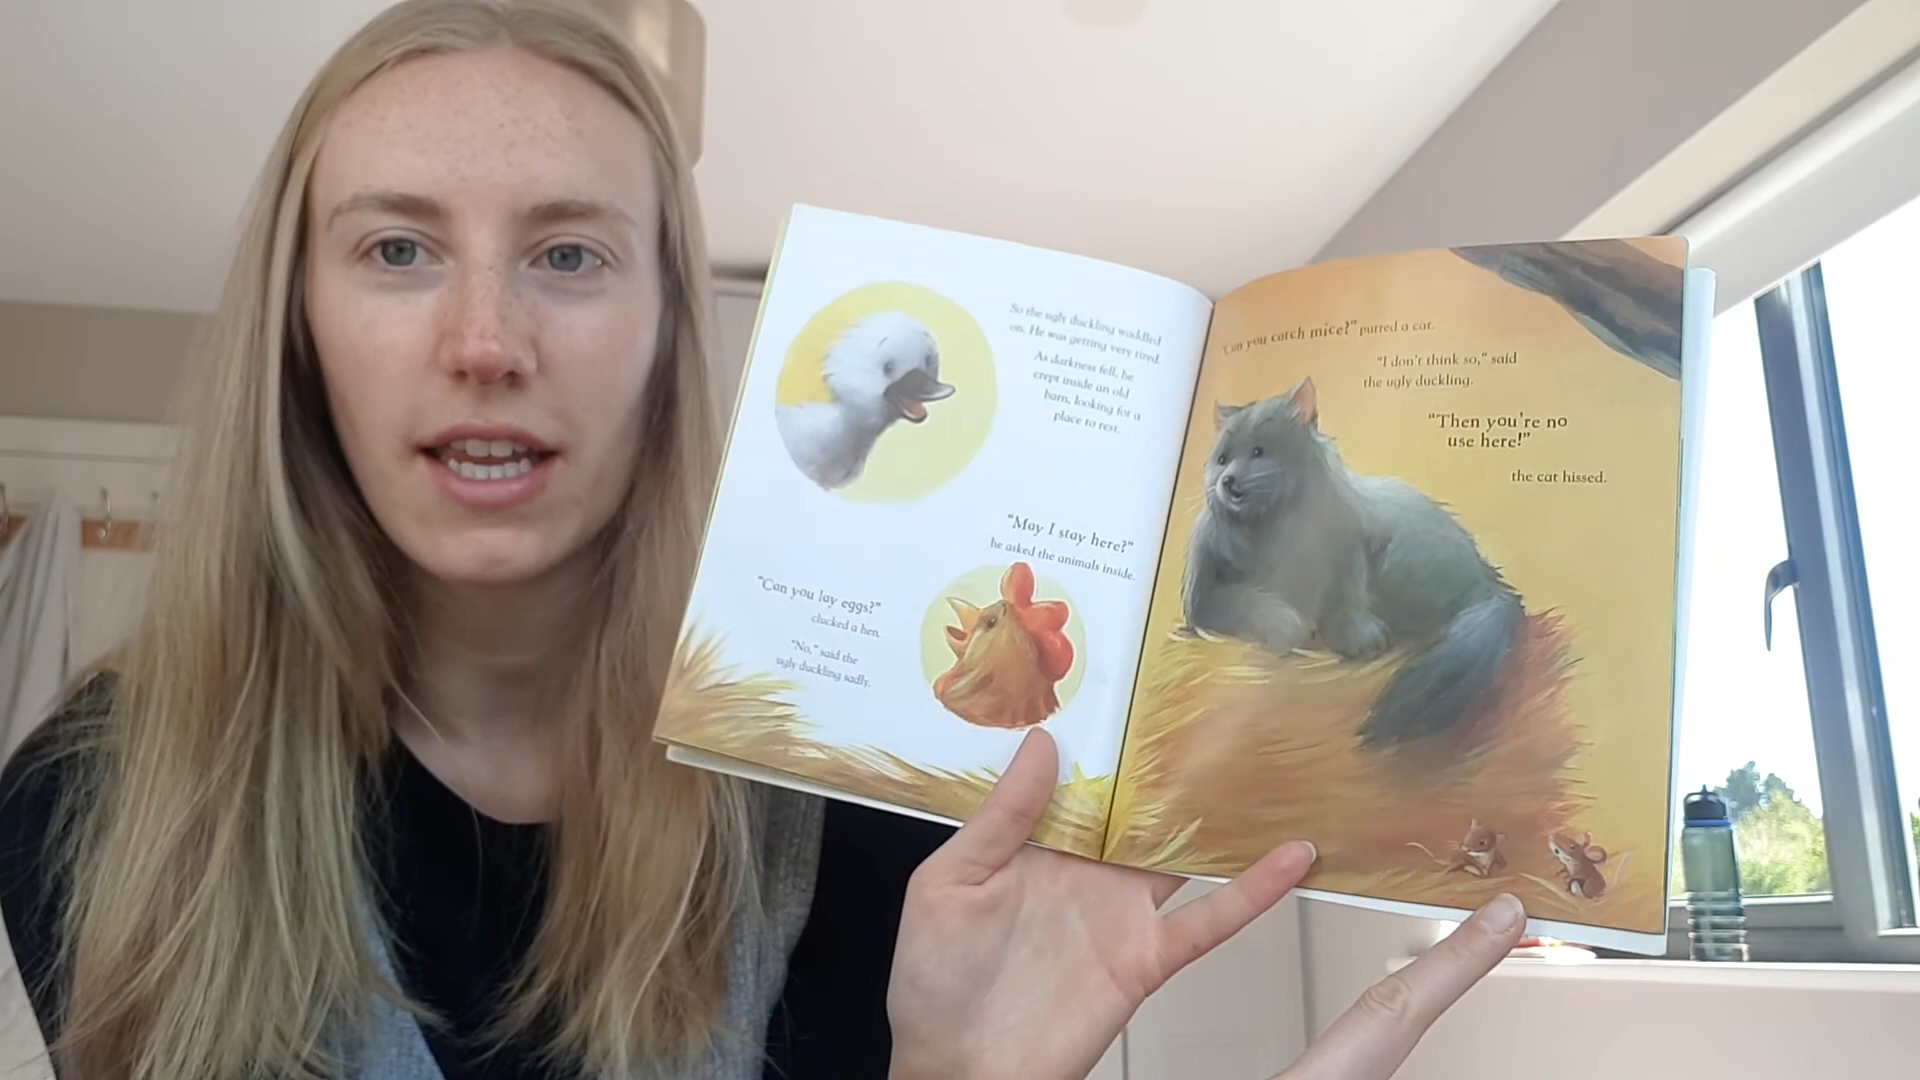 So the ugly duckling waddled
on. He was getting very tired.
As darkness fell, he
crept inside an old
barn, looking for a
place to rest.
"May I stay here?"
he asked the animals inside.
"Can you lay eggs?"
clucked a hen.
"No," said the
ugly duckling sadly.
"Can you catch mice?" purred a cat.
"I don't think so," said
the ugly duckling.
"Then you're no
use here!"
the cat hissed.